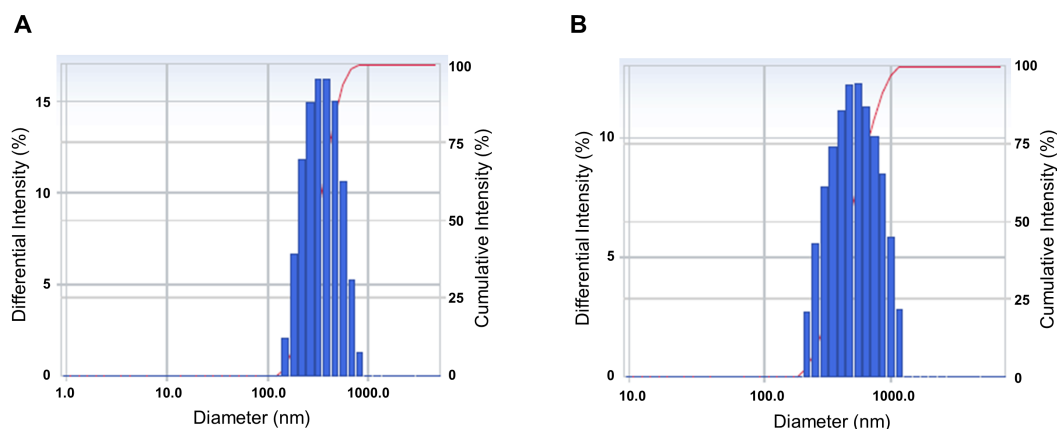 A
Differential Intensity (%)
15
10
5
0
100
75
50
25
0
Cumulative Intensity (%)
1.0 10.0 100.0 1000.0
Diameter (nm)
B
Differential Intensity (%)
10
5
0
100
75
50
25
0
Cumulative Intensity (%)
10.0 100.0 1000.0
Diameter (nm)